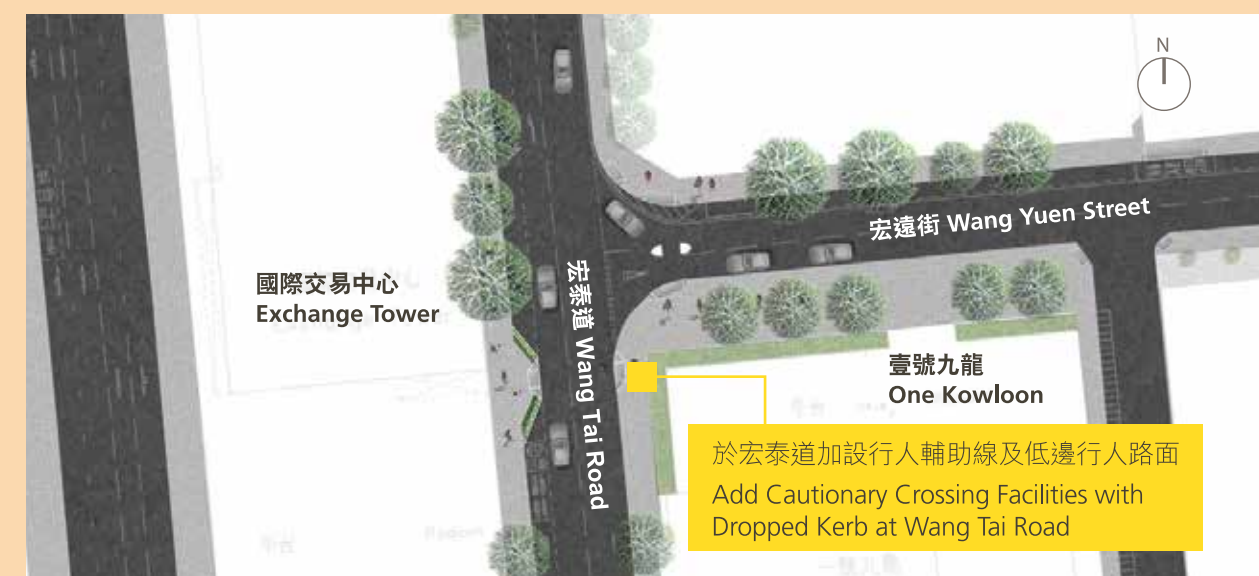 N
宏遠街 Wang Yuen Street
國際交易中心
Exchange Tower
宏泰道 Wang Tai Road
壹號九龍
One Kowloon
於宏泰道加設行人輔助線及低邊行人路面
Add Cautionary Crossing Facilities with
Dropped Kerb at Wang Tai Road